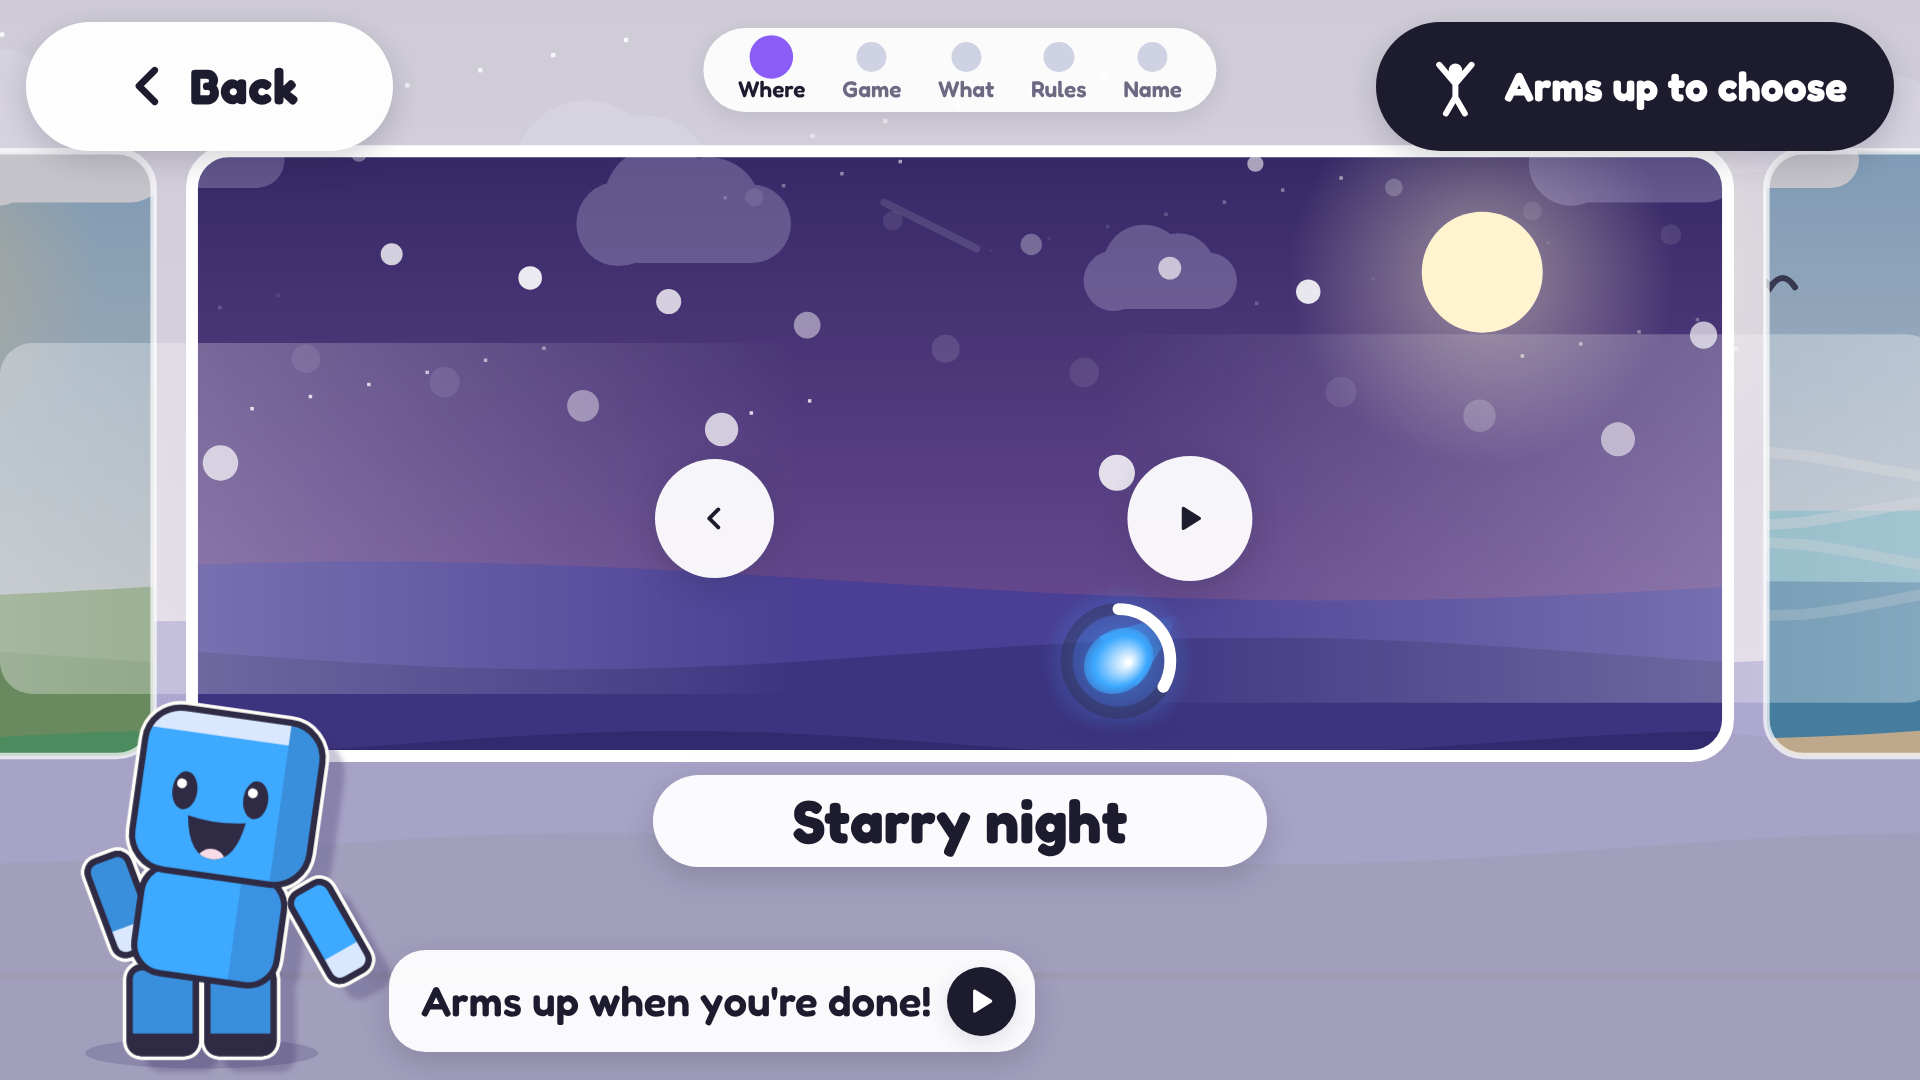 Back
Where
Game
What
Rules
Name
Arms up to choose
Starry night
Arms up when you're done!